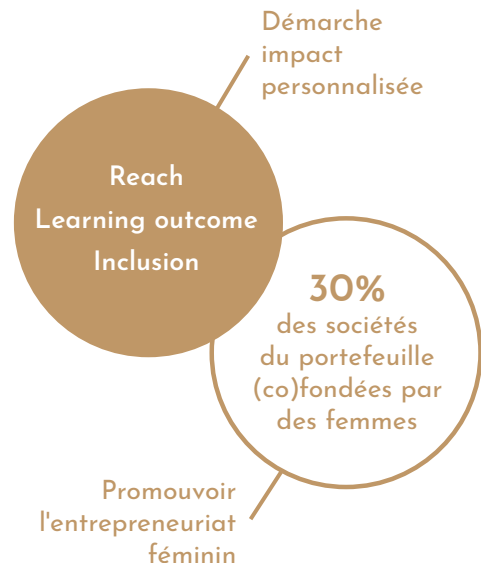 Démarche
impact
personnalisée
Reach
Learning outcome
Inclusion
30%
des sociétés
du portefeuille
(co)fondées par
des femmes
Promouvoir
l'entrepreneuriat
féminin